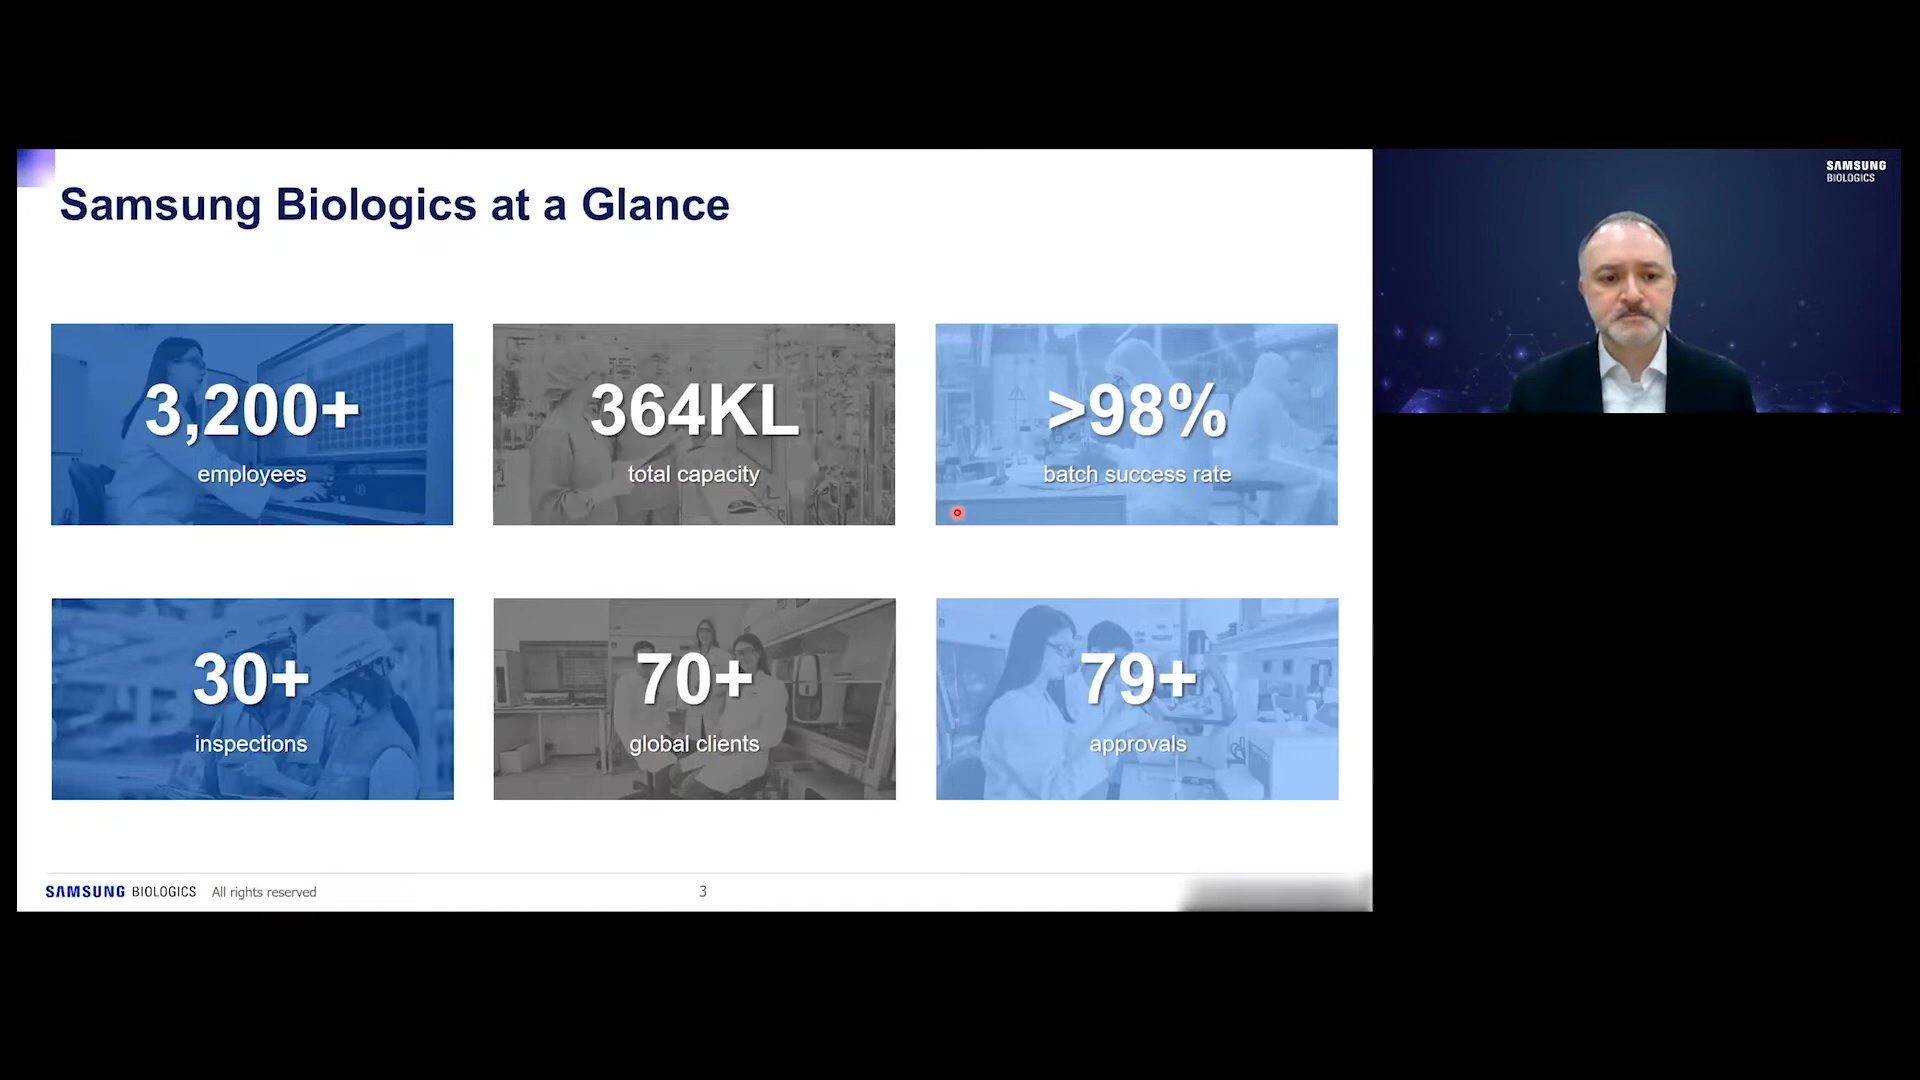 Samsung Biologics at a Glance
SAMSUNG
BIOLOGICS
3,200+
employees
364KL
total capacity
>98%
batch success rate
30+
inspections
70+
global clients
79+
approvals
SAMSUNG BIOLOGICS All rights reserved
3